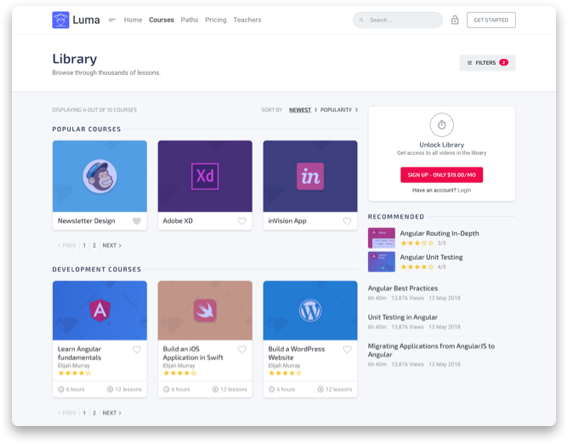 Luma
Home Courses Paths Pricing Teachers
Search...
GET STARTED
Library
Browse through thousands of lessons.
FILTERS 2
DISPLAYING 4 OUT OF 10 COURSES
SORT BY NEWEST POPULARITY
POPULAR COURSES
Xd
in
Newsletter Design
Adobe XD
inVision App
< PREV 1 2 NEXT >
DEVELOPMENT COURSES
Learn Angular
fundamentals
Elijah Murray
6 hours 12 lessons
Build an iOS
Application in Swift
Elijah Murray
6 hours 12 lessons
Build a WordPress
Website
Elijah Murray
6 hours 12 lessons
NEXT >
Unlock Library
Get access to all videos in the library
SIGN UP - ONLY $19.00/MO
Have an account? Login
RECOMMENDED
Angular Routing In-Depth
3/5
Angular Unit Testing
4/5
Angular Best Practices
6h 40m 13,876 Views 13 May 2018
Unit Testing in Angular
6h 40m 13,876 Views 13 May 2018
Migrating Applications from AngularJS to
Angular
6h 40m 13,876 Views 13 May 2018